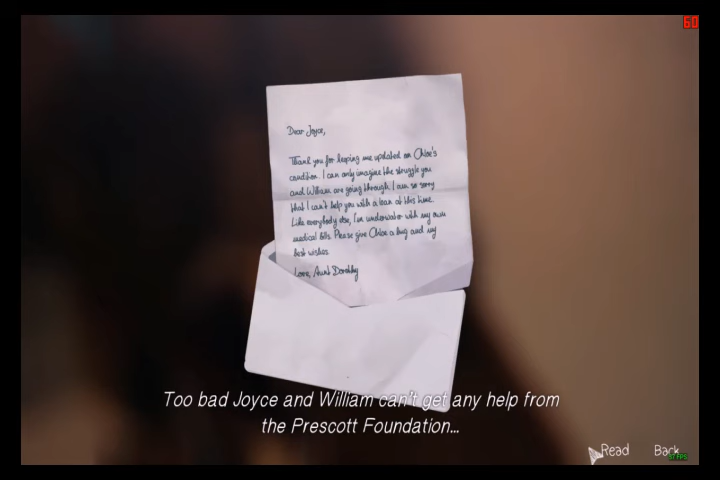 60
Dear Joyce,
Thank you for keeping me updated on Chloe's
condition. I can only imagine the struggle you
and William are going through. I am so sorry
that I can't help you with a loan at this time.
Like everybody else, I'm underwater with my own
medical bills. Please give Chloe a hug and my
best wishes.
Love, Aunt Dorothy
Too bad Joyce and William can't get any help from
the Prescott Foundation...
Read Back